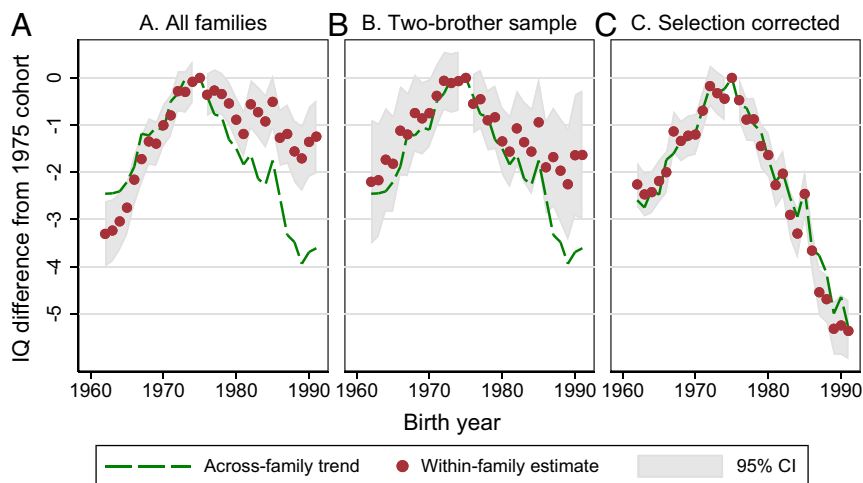 A
A. All families
B
B. Two-brother sample
C
C. Selection corrected
IQ difference from 1975 cohort
0
-1
-2
-3
-4
-5
1960 1970 1980 1990
1960 1970 1980 1990
1960 1970 1980 1990
Birth year
Across-family trend
Within-family estimate
95% CI